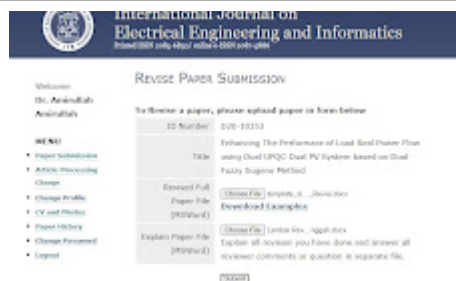 International Journal on
Electrical Engineering and Informatics
Welcome
Dr. Amirullah
Amirullah
MENU
Paper Submission
Article Processing
Charge
Change Profile
CV and Photos
Paper History
Change Password
Logout
REVISE PAPER SUBMISSION
To Revise a paper, please upload paper in form below
ID Number
Title
Enhancing The Performance of Load Real Power Flow
using Dual UPQC Dual PV System based on Dual
Fuzzy Sugeno Method
Revised Full
Paper File
(MSWord)
Choose File
Download Examples
Explain Paper File
(MSWord)
Choose File
Explain all revision you have done and answer all
reviewer comments or question in separate file.
Submit